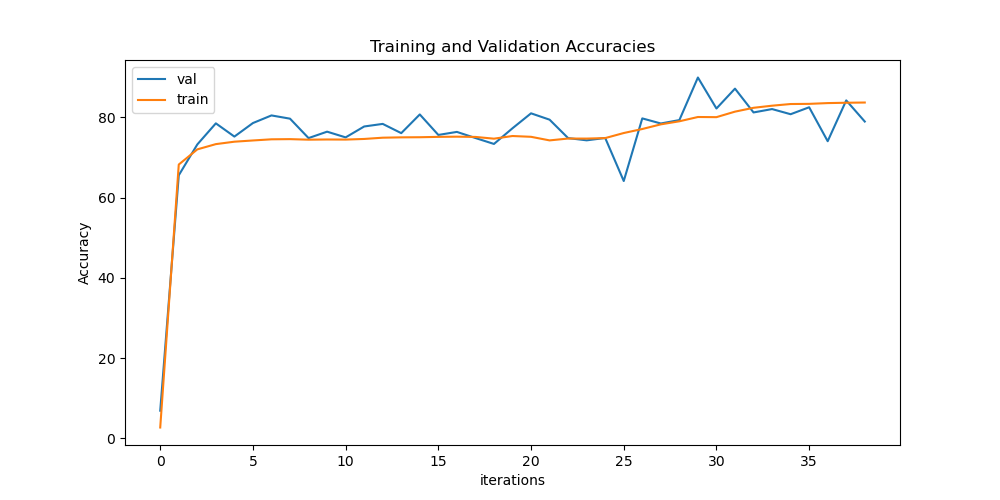 Training and Validation Accuracies
val
train
80
60
40
20
0
Accuracy
0 5 10 15 20 25 30 35
iterations